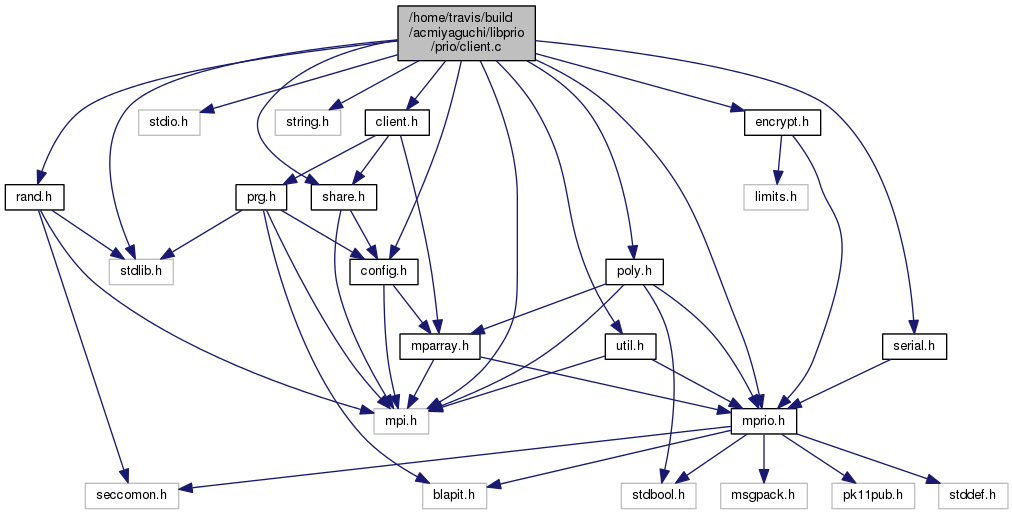 /home/travis/build
/acmiyaguchi/libprio
/prio/client.c
stdio.h
string.h
client.h
encrypt.h
rand.h
prg.h
share.h
limits.h
stdlib.h
config.h
poly.h
mparray.h
util.h
serial.h
mpi.h
mprio.h
seccomon.h
blapit.h
stdbool.h
msgpack.h
pk11pub.h
stddef.h